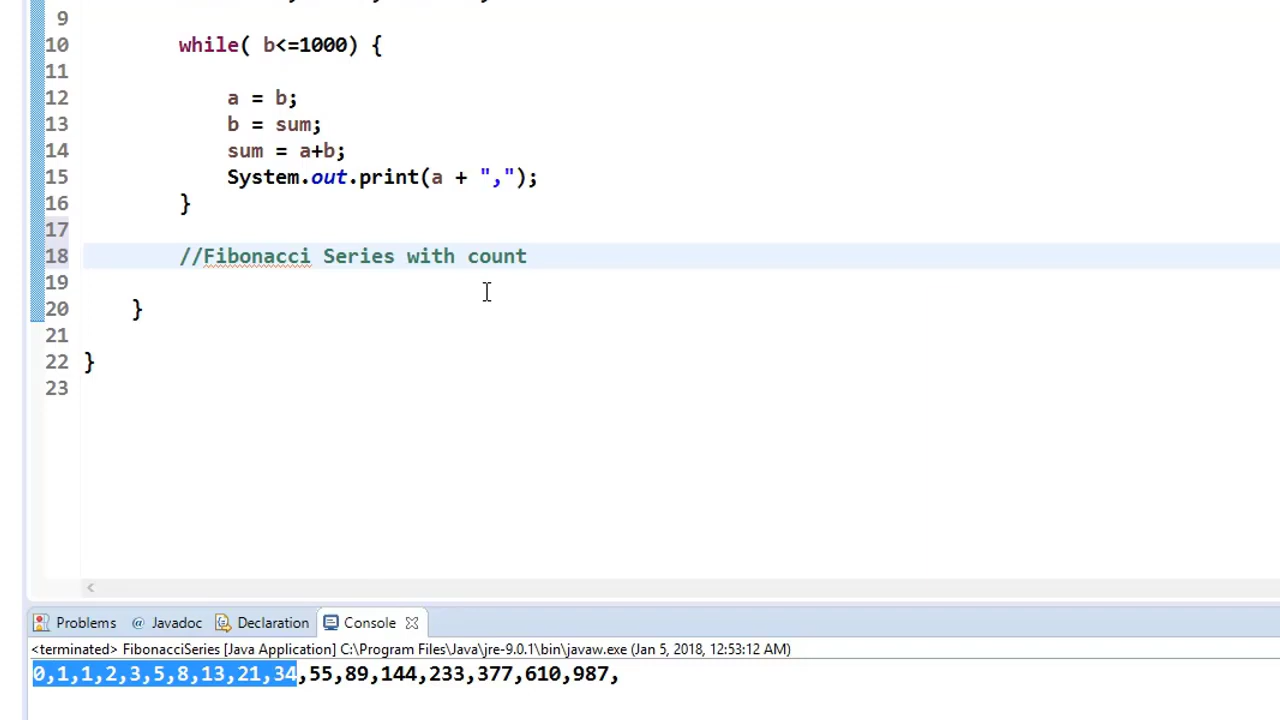 9
10 while( b<=1000) {
11
12 a = b;
13 b = sum;
14 sum = a+b;
15 System.out.print(a + ",");
16 }
17
18 //Fibonacci Series with count
19
20 }
21
22 }
23
Problems @ Javadoc Declaration Console
<terminated> FibonacciSeries [Java Application] C:\Program Files\Java\jre-9.0.1\bin\javaw.exe (Jan 5, 2018, 12:53:12 AM)
0,1,1,2,3,5,8,13,21,34,55,89,144,233,377,610,987,